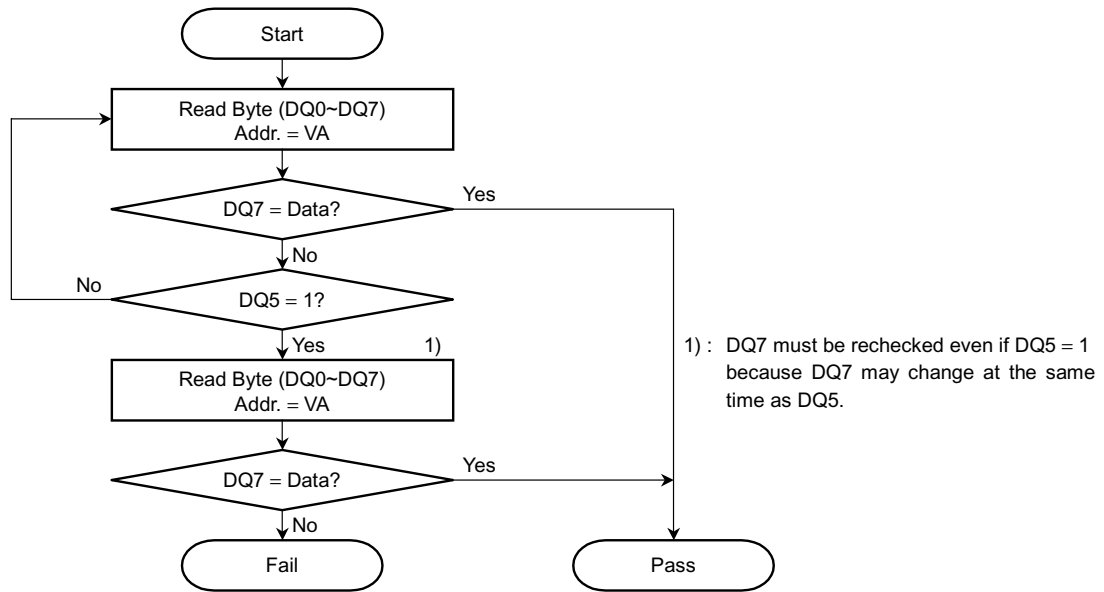 Start
Read Byte (DQ0~DQ7)
Addr. = VA
DQ7 = Data?
Yes
No
No
DQ5 = 1?
Yes
1)
Read Byte (DQ0~DQ7)
Addr. = VA
1) : DQ7 must be rechecked even if DQ5 = 1
because DQ7 may change at the same
time as DQ5.
DQ7 = Data?
Yes
No
Fail
Pass